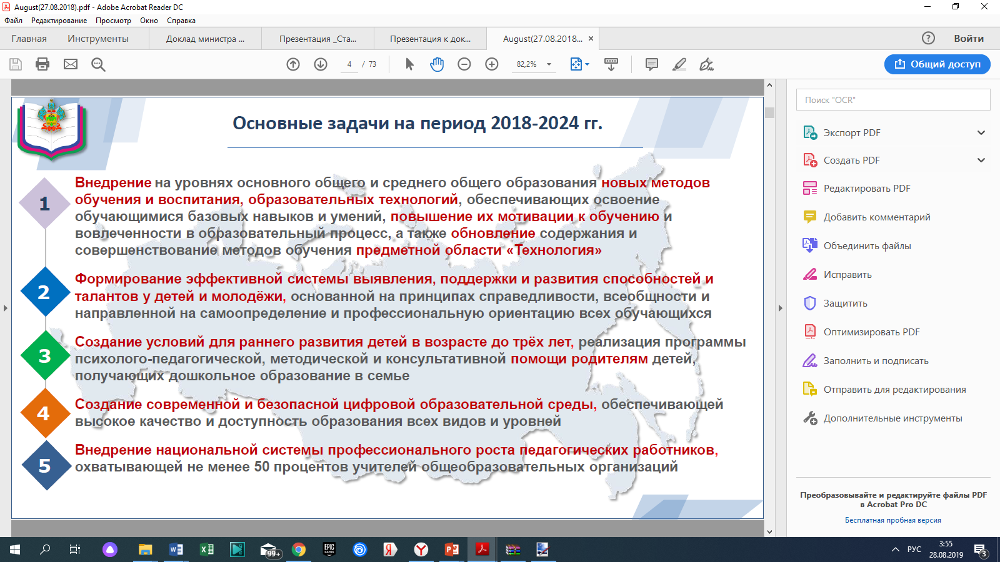 August(27.08.2018).pdf - Adobe Acrobat Reader DC
Файл Редактирование Просмотр Окно Справка
Главная Инструменты Доклад министра ... Презентация _Ста... Презентация к док... August(27.08.2018... × ? Войти
4 / 73 82,2% Общий доступ
Основные задачи на период 2018-2024 гг.
1
Внедрение на уровнях основного общего и среднего общего образования новых методов
обучения и воспитания, образовательных технологий, обеспечивающих освоение
обучающимися базовых навыков и умений, повышение их мотивации к обучению и
вовлеченности в образовательный процесс, а также обновление содержания и
совершенствование методов обучения предметной области «Технология»
2
Формирование эффективной системы выявления, поддержки и развития способностей и
талантов у детей и молодёжи, основанной на принципах справедливости, всеобщности и
направленной на самоопределение и профессиональную ориентацию всех обучающихся
3
Создание условий для раннего развития детей в возрасте до трёх лет, реализация программы
психолого-педагогической, методической и консультативной помощи родителям детей,
получающих дошкольное образование в семье
4
Создание современной и безопасной цифровой образовательной среды, обеспечивающей
высокое качество и доступность образования всех видов и уровней
5
Внедрение национальной системы профессионального роста педагогических работников,
охватывающей не менее 50 процентов учителей общеобразовательных организаций
Поиск "OCR"
Экспорт PDF
Создать PDF
Редактировать PDF
Добавить комментарий
Объединить файлы
Исправить
Защитить
Оптимизировать PDF
Заполнить и подписать
Отправить для редактирования
Дополнительные инструменты
Преобразовывайте и редактируйте файлы PDF
в Acrobat Pro DC
Бесплатная пробная версия
99+
EPIC
GAMES
РУС
3:55
28.08.2019
3